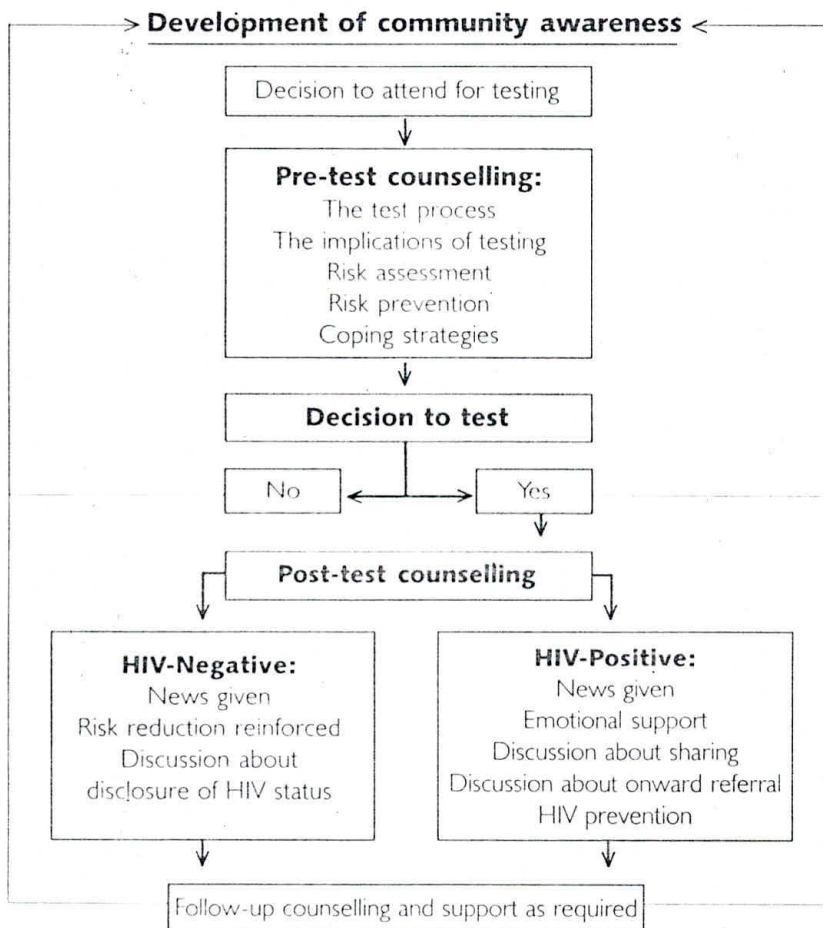 Development of community awareness
Decision to attend for testing
Pre-test counselling:
The test process
The implications of testing
Risk assessment
Risk prevention
Coping strategies
Decision to test
No
Yes
Post-test counselling
HIV-Negative:
News given
Risk reduction reinforced
Discussion about
disclosure of HIV status
HIV-Positive:
News given
Emotional support
Discussion about sharing
Discussion about onward referral
HIV prevention
Follow-up counselling and support as required